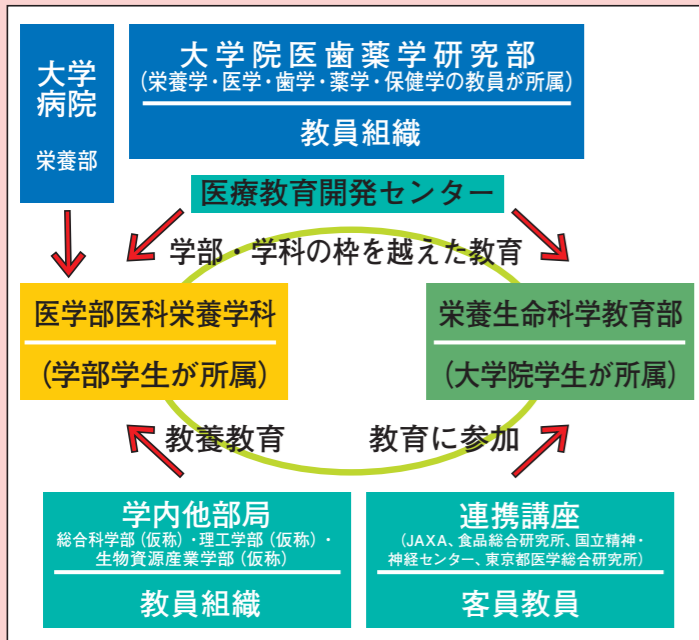 大学
病院
栄養部
大学院医歯薬学研究部
(栄養学・医学・歯学・薬学・保健学の教員が所属)
教員組織
医療教育開発センター
学部・学科の枠を越えた教育
医学部医科栄養学科
(学部学生が所属)
栄養生命科学教育部
(大学院学生が所属)
教養教育
教育に参加
学内他部局
総合科学部(仮称)・理工学部(仮称)・
生物資源産業学部(仮称)
教員組織
連携講座
(JAXA、食品総合研究所、国立精神・
神経センター、東京都医学総合研究所)
客員教員